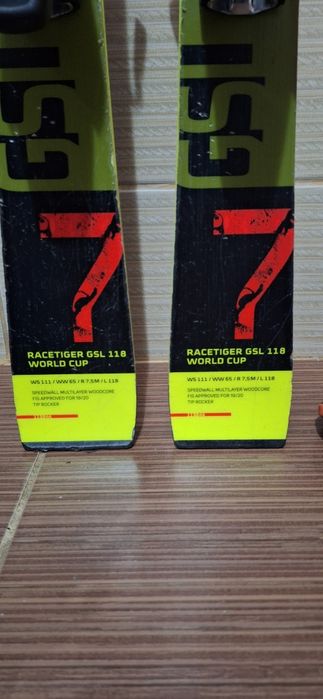 GSL
7
RACETIGER GSL 118
WORLD CUP
WS 111 / WW 65 / R 7,5M / L 118
SPEEDWALL MULTILAYER WOODCORE
FIS APPROVED FOR 19/20
TIP ROCKER
GSL
7
RACETIGER GSL 118
WORLD CUP
WS 111 / WW 65 / R 7,5M / L 118
SPEEDWALL MULTILAYER WOODCORE
FIS APPROVED FOR 19/20
TIP ROCKER